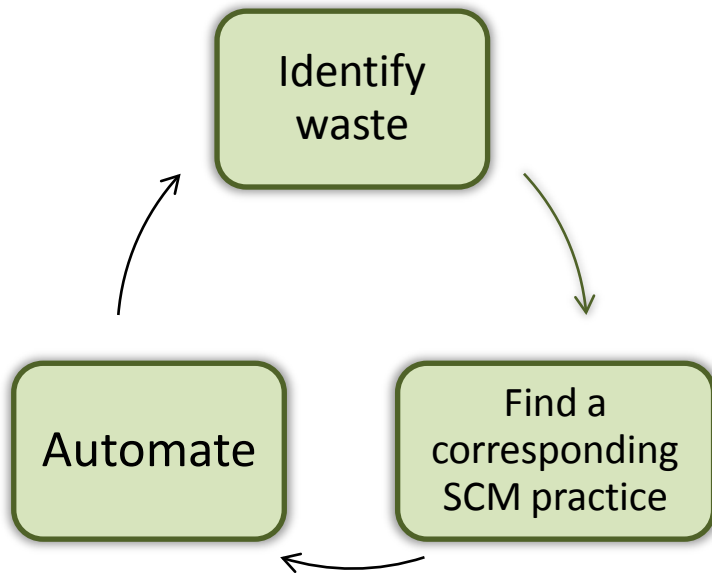 Identify
waste
Find a
corresponding
SCM practice
Automate